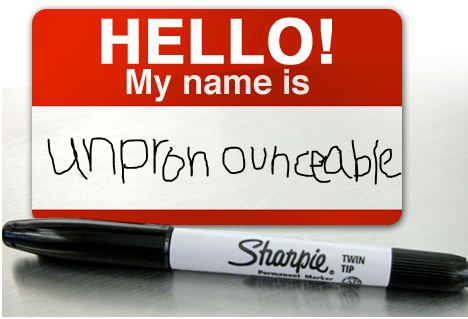 HELLO!
My name is
unpronounceable
Sharpie TWIN TIP
Permanent Marker